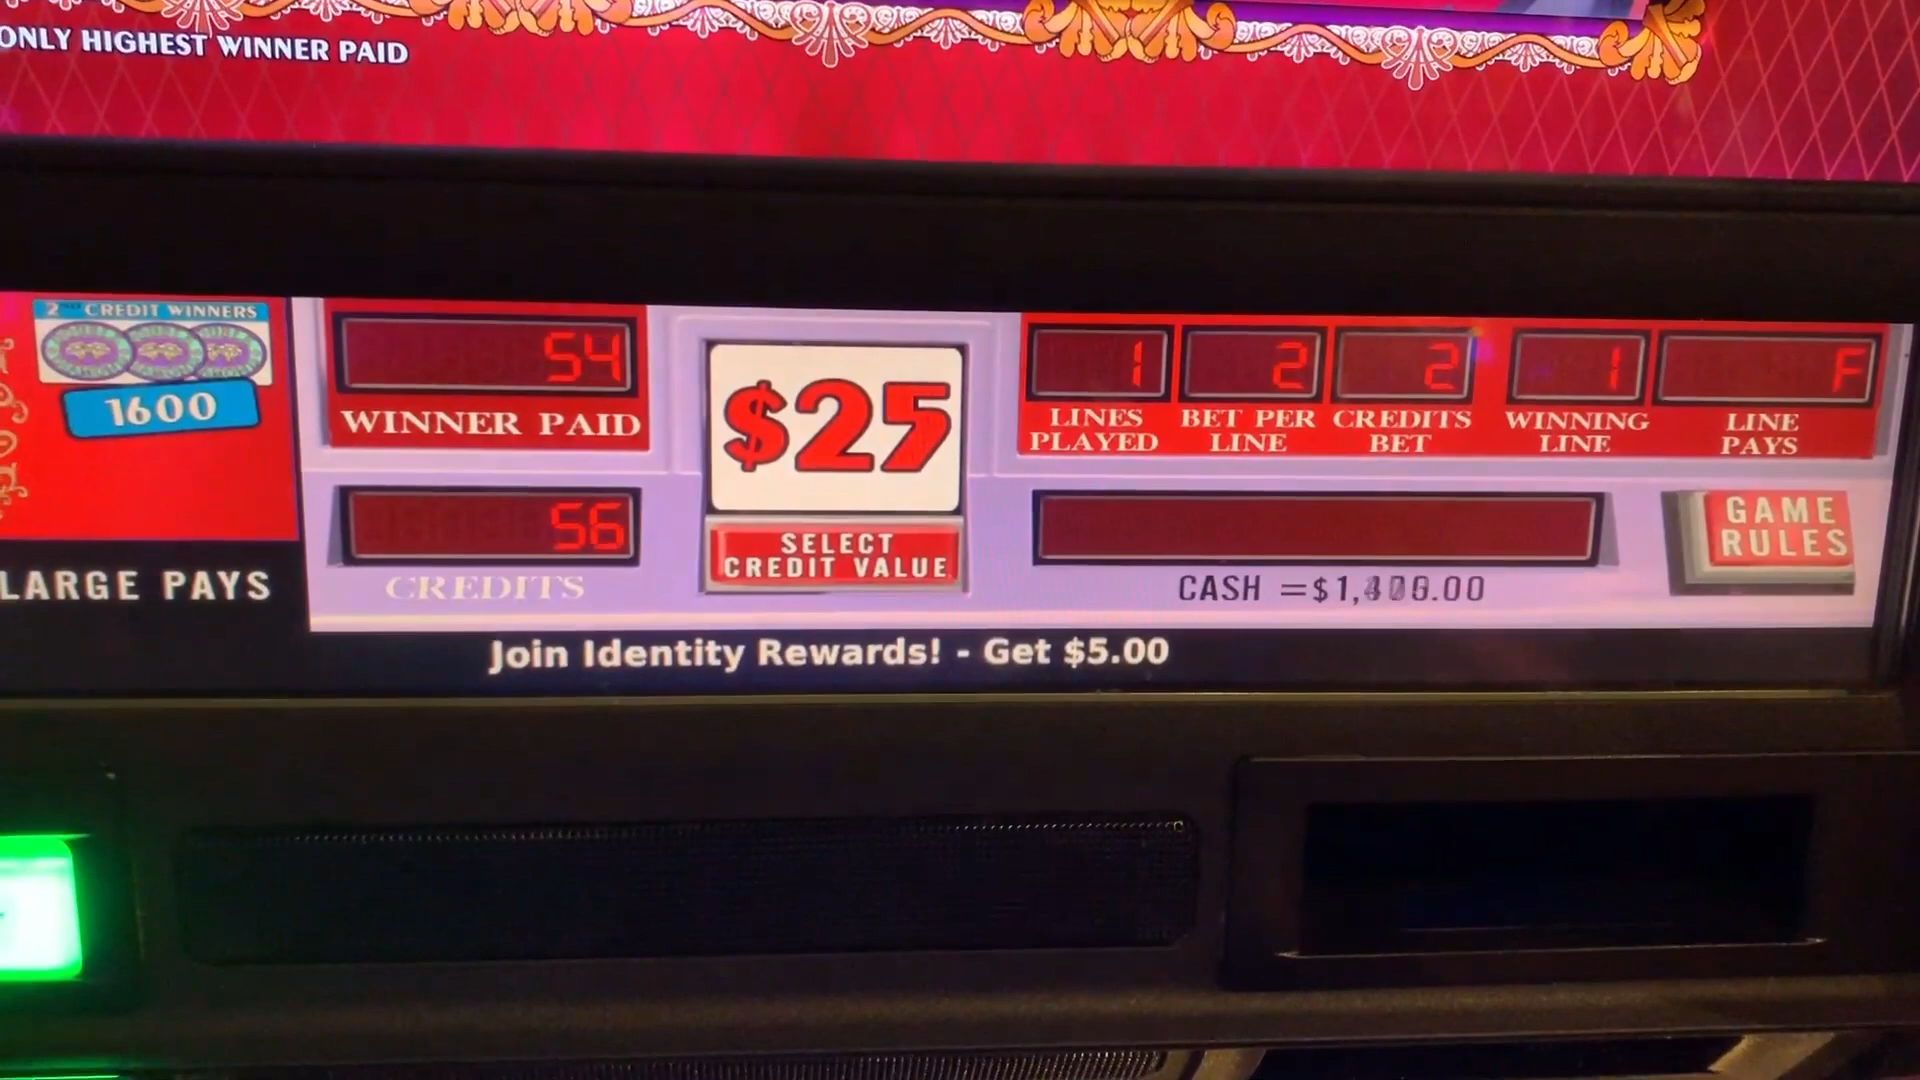 ONLY HIGHEST WINNER PAID
2 CREDIT WINNERS
1600
LARGE PAYS
54
WINNER PAID
56
CREDITS
$25
SELECT
CREDIT VALUE
1
LINES
PLAYED
2
BET PER
LINE
2
CREDITS
BET
1
WINNING
LINE
F
LINE
PAYS
CASH =
GAME
RULES
Join Identity Rewards! - Get $5.00